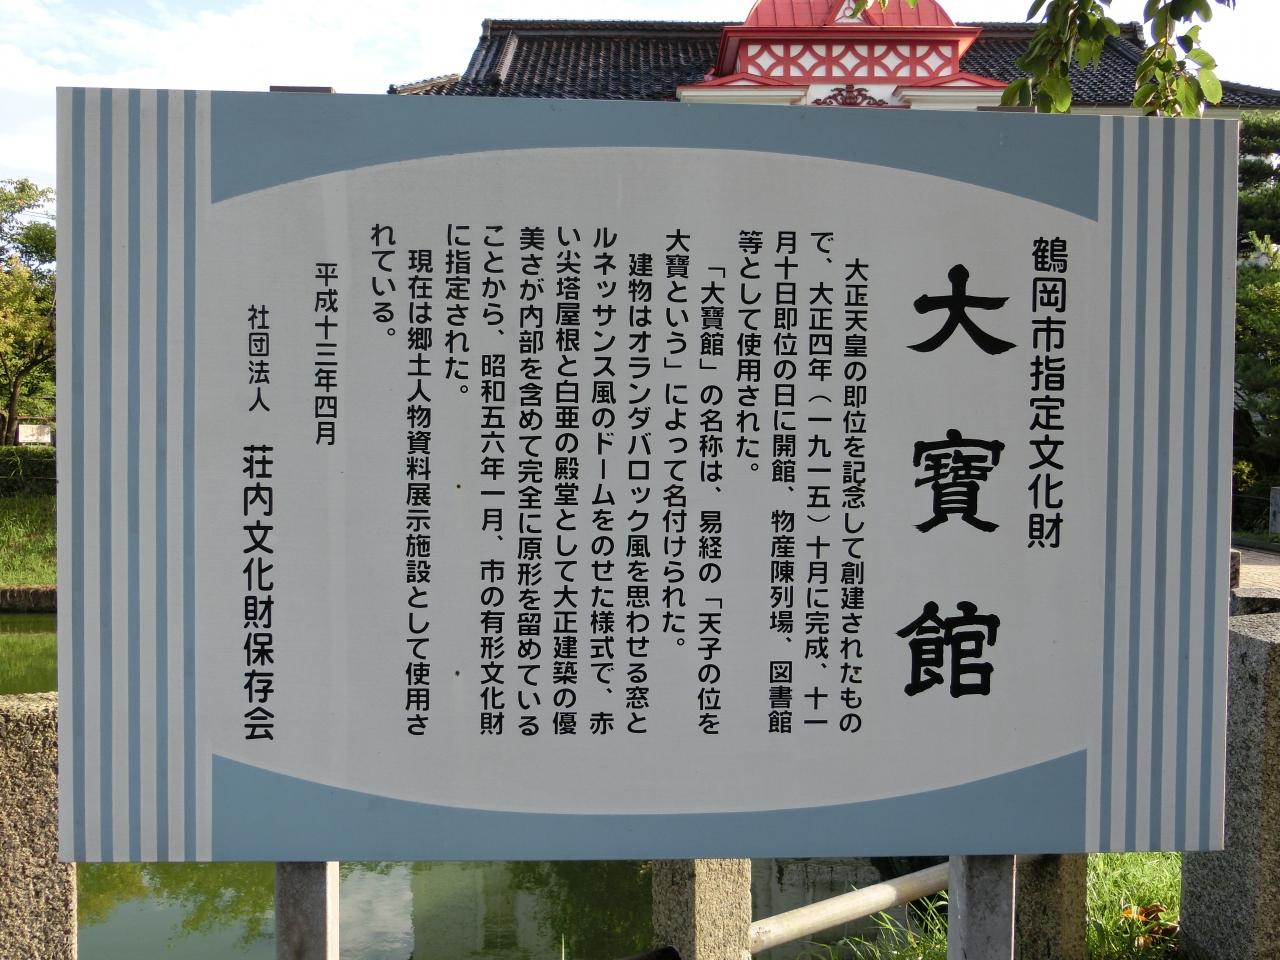 鶴岡市指定文化財
大寶館
大正天皇の即位を記念して創建されたもの
で、大正四年（一九一五）十月に完成、十一
月十日即位の日に開館、物産陳列場、図書館
等として使用された。
「大寶館」の名称は、易経の「天子の位を
大寶という」によって名付けられた。
建物はオランダバロック風を思わせる窓と
ルネッサンス風のドームをのせた様式で、赤
い尖塔屋根と白亜の殿堂として大正建築の優
美さが内部を含めて完全に原形を留めている
ことから、昭和五六年一月、市の有形文化財
に指定された。
現在は郷土人物資料展示施設として使用さ
れている。
平成十三年四月
社団法人 荘内文化財保存会